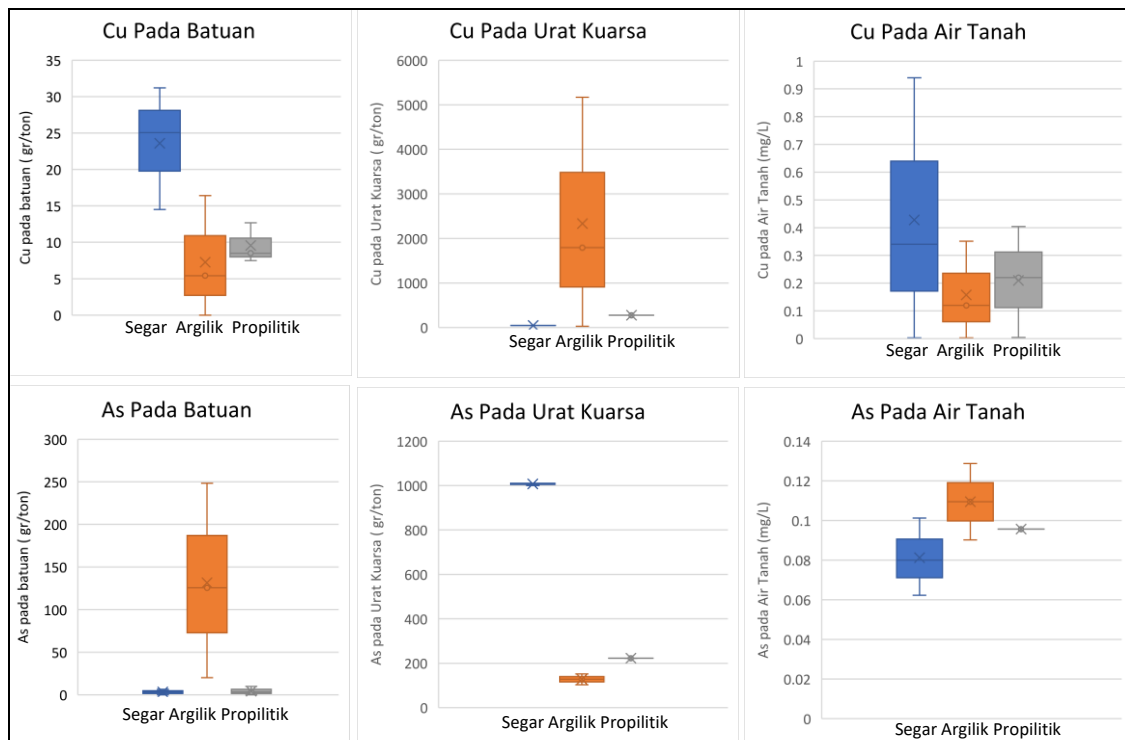 Cu Pada Batuan
Cu pada batuan ( gr/ton)
35
30
25
20
15
10
5
0
Segar Argilik Propilitik
Cu Pada Urat Kuarsa
Cu pada Urat Kuarsa ( gr/ton)
6000
5000
4000
3000
2000
1000
0
Segar Argilik Propilitik
Cu Pada Air Tanah
Cu pada Air Tanah (mg/L)
1
0.9
0.8
0.7
0.6
0.5
0.4
0.3
0.2
0.1
0
Segar Argilik Propilitik
As Pada Batuan
As pada batuan ( gr/ton)
300
250
200
150
100
50
0
Segar Argilik Propilitik
As Pada Urat Kuarsa
As pada Urat Kuarsa ( gr/ton)
1200
1000
800
600
400
200
0
Segar Argilik Propilitik
As Pada Air Tanah
As pada Air Tanah (mg/L)
0.14
0.12
0.1
0.08
0.06
0.04
0.02
0
Segar Argilik Propilitik